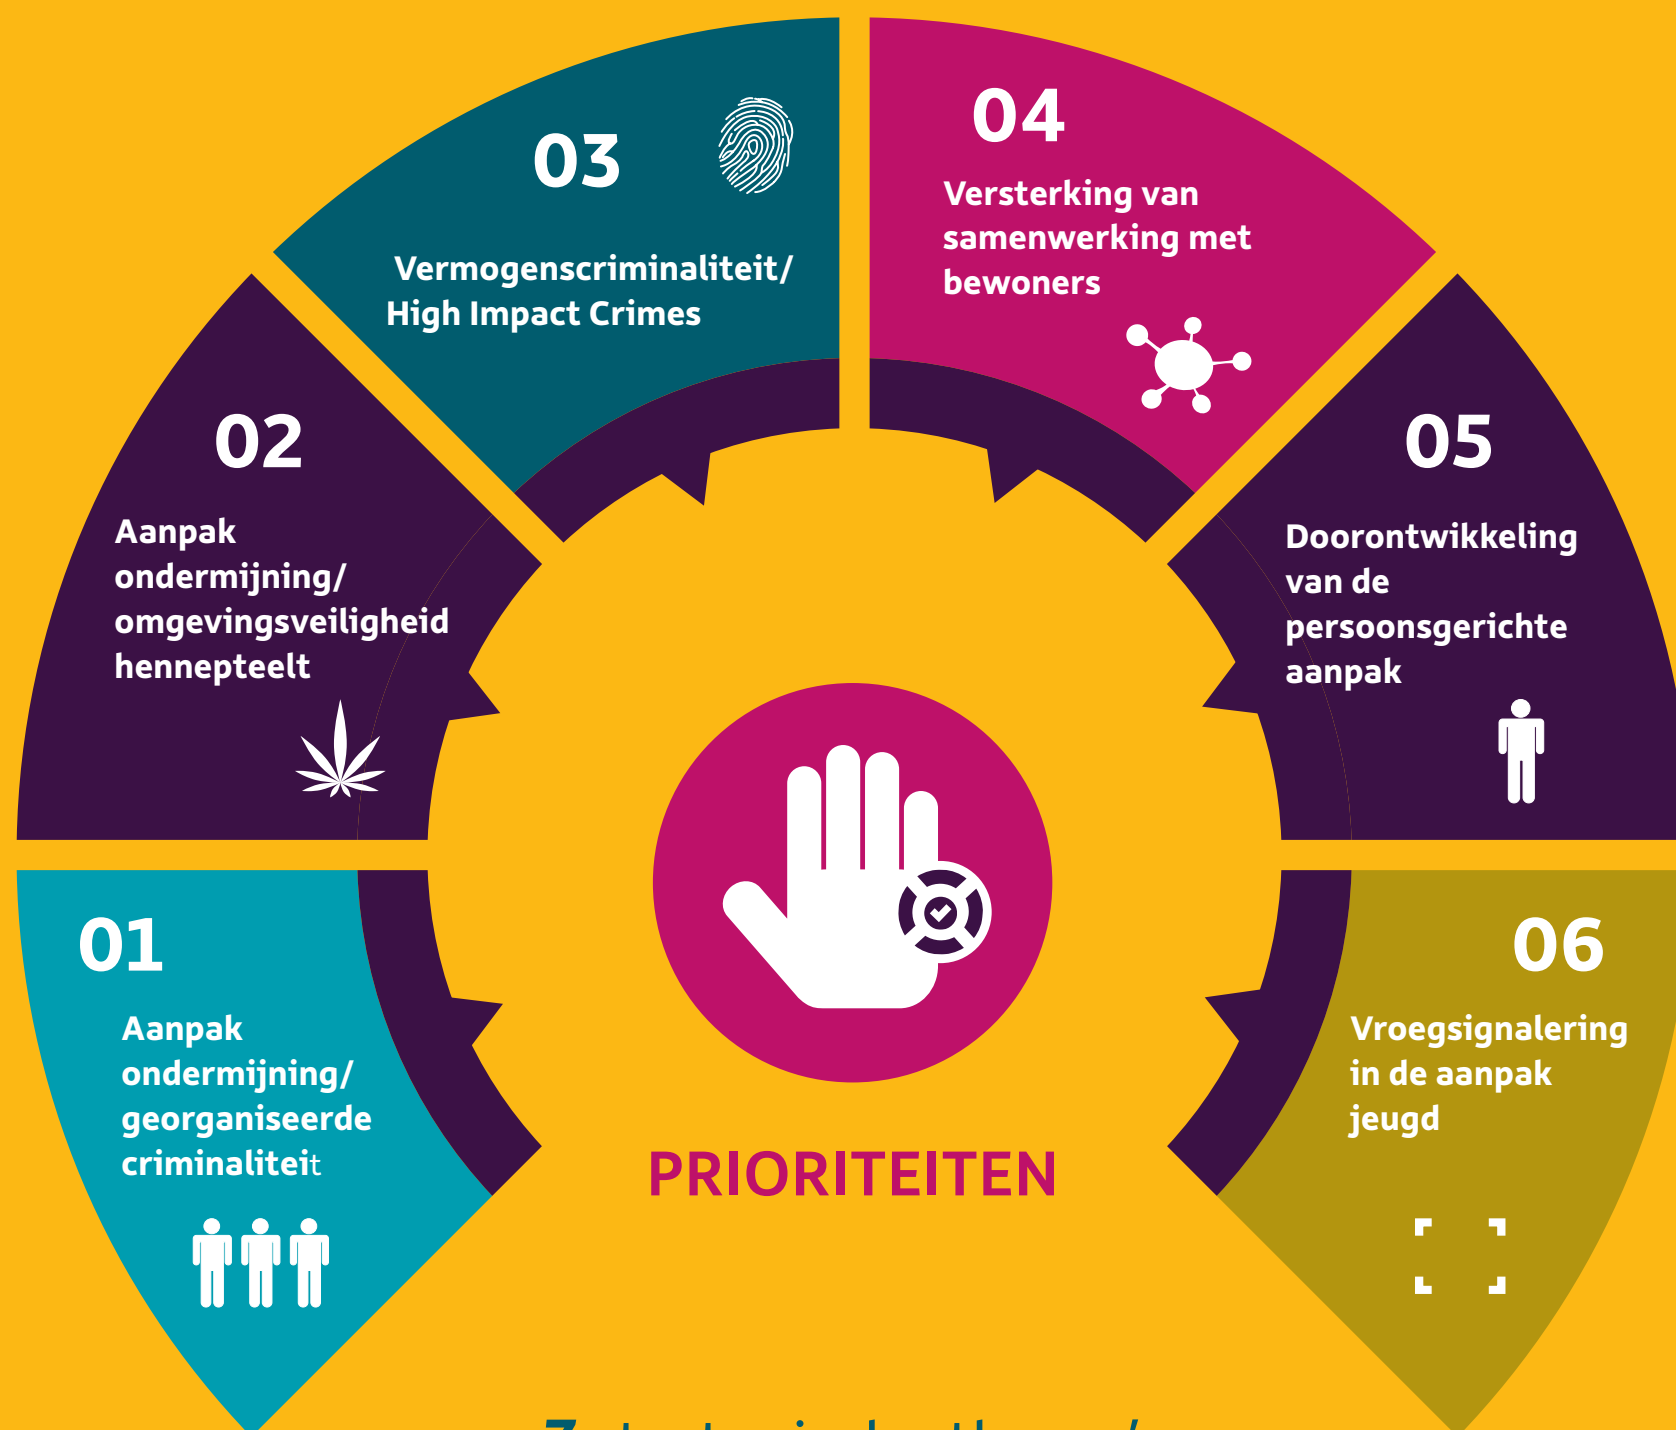 01
Aanpak
ondermijning/
georganiseerde
criminaliteit
02
Aanpak
ondermijning/
omgevingsveiligheid
hennepteelt
03
Vermogenscriminaliteit/
High Impact Crimes
04
Versterking van
samenwerking met
bewoners
05
Doorontwikkeling
van de
persoonsgerichte
aanpak
06
Vroegsignalering
in de aanpak
jeugd
PRIORITEITEN